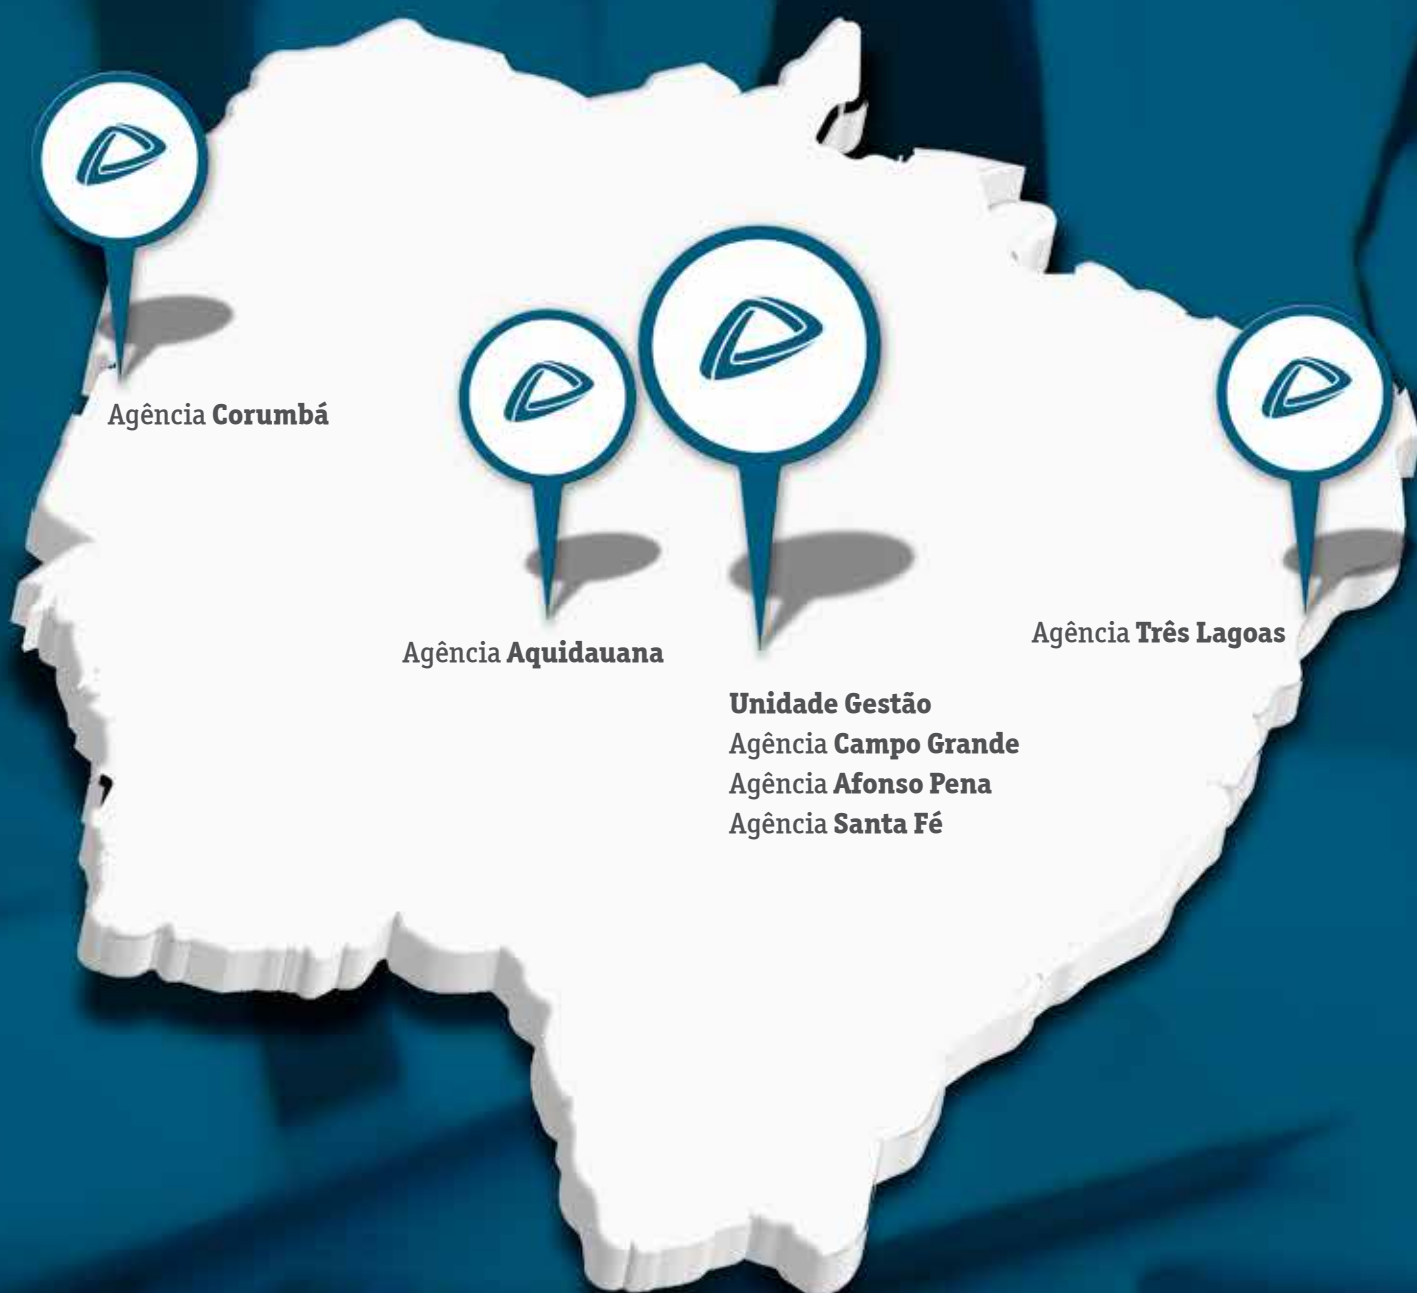 Agência Corumbá
Agência Aquidauana
Agência Três Lagoas
Unidade Gestão
Agência Campo Grande
Agência Afonso Pena
Agência Santa Fé